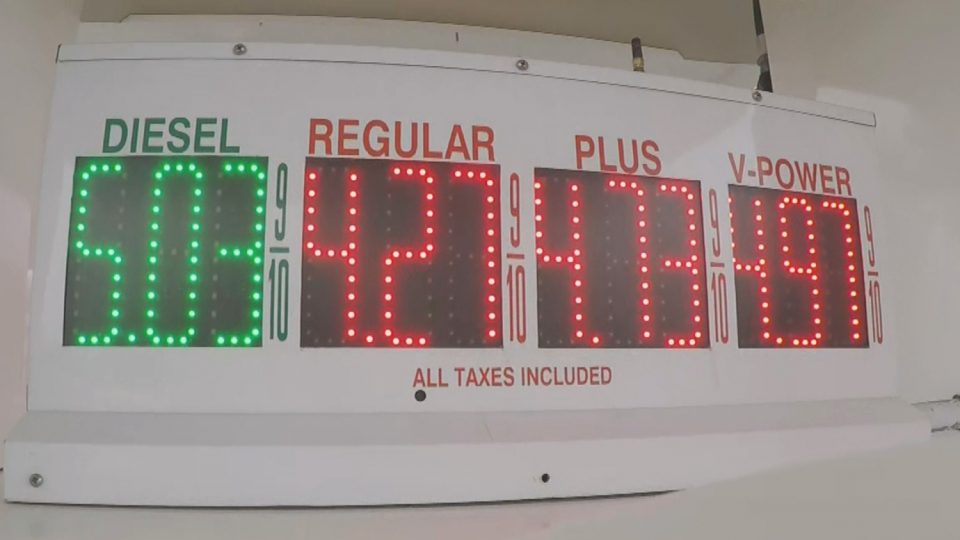 DIESEL REGULAR PLUS V-POWER
5.03 9/10 4.27 9/10 4.73 9/10 4.97 9/10
ALL TAXES INCLUDED